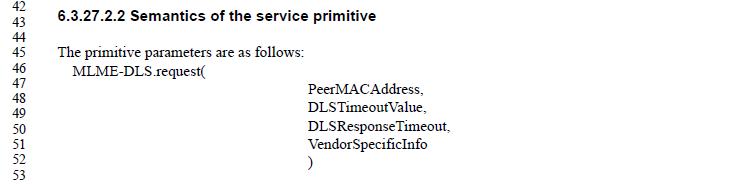 42
43 6.3.27.2.2 Semantics of the service primitive
44
45 The primitive parameters are as follows:
46 MLME-DLS.request(
47 PeerMACAddress,
48 DLSTimeoutValue,
49 DLSResponseTimeout,
50
51 VendorSpecificInfo
52 )
53